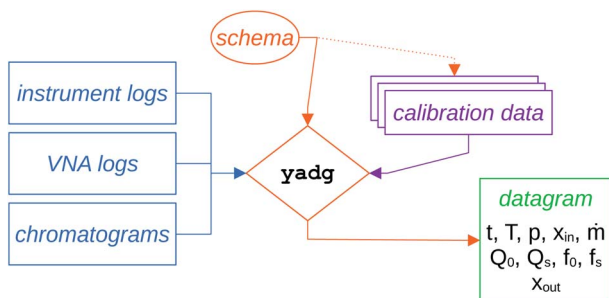 schema
instrument logs
VNA logs
chromatograms
calibration data
yadg
datagram
t, T, p, xin, ṁ
Q0, Qs, f0, fs
xout